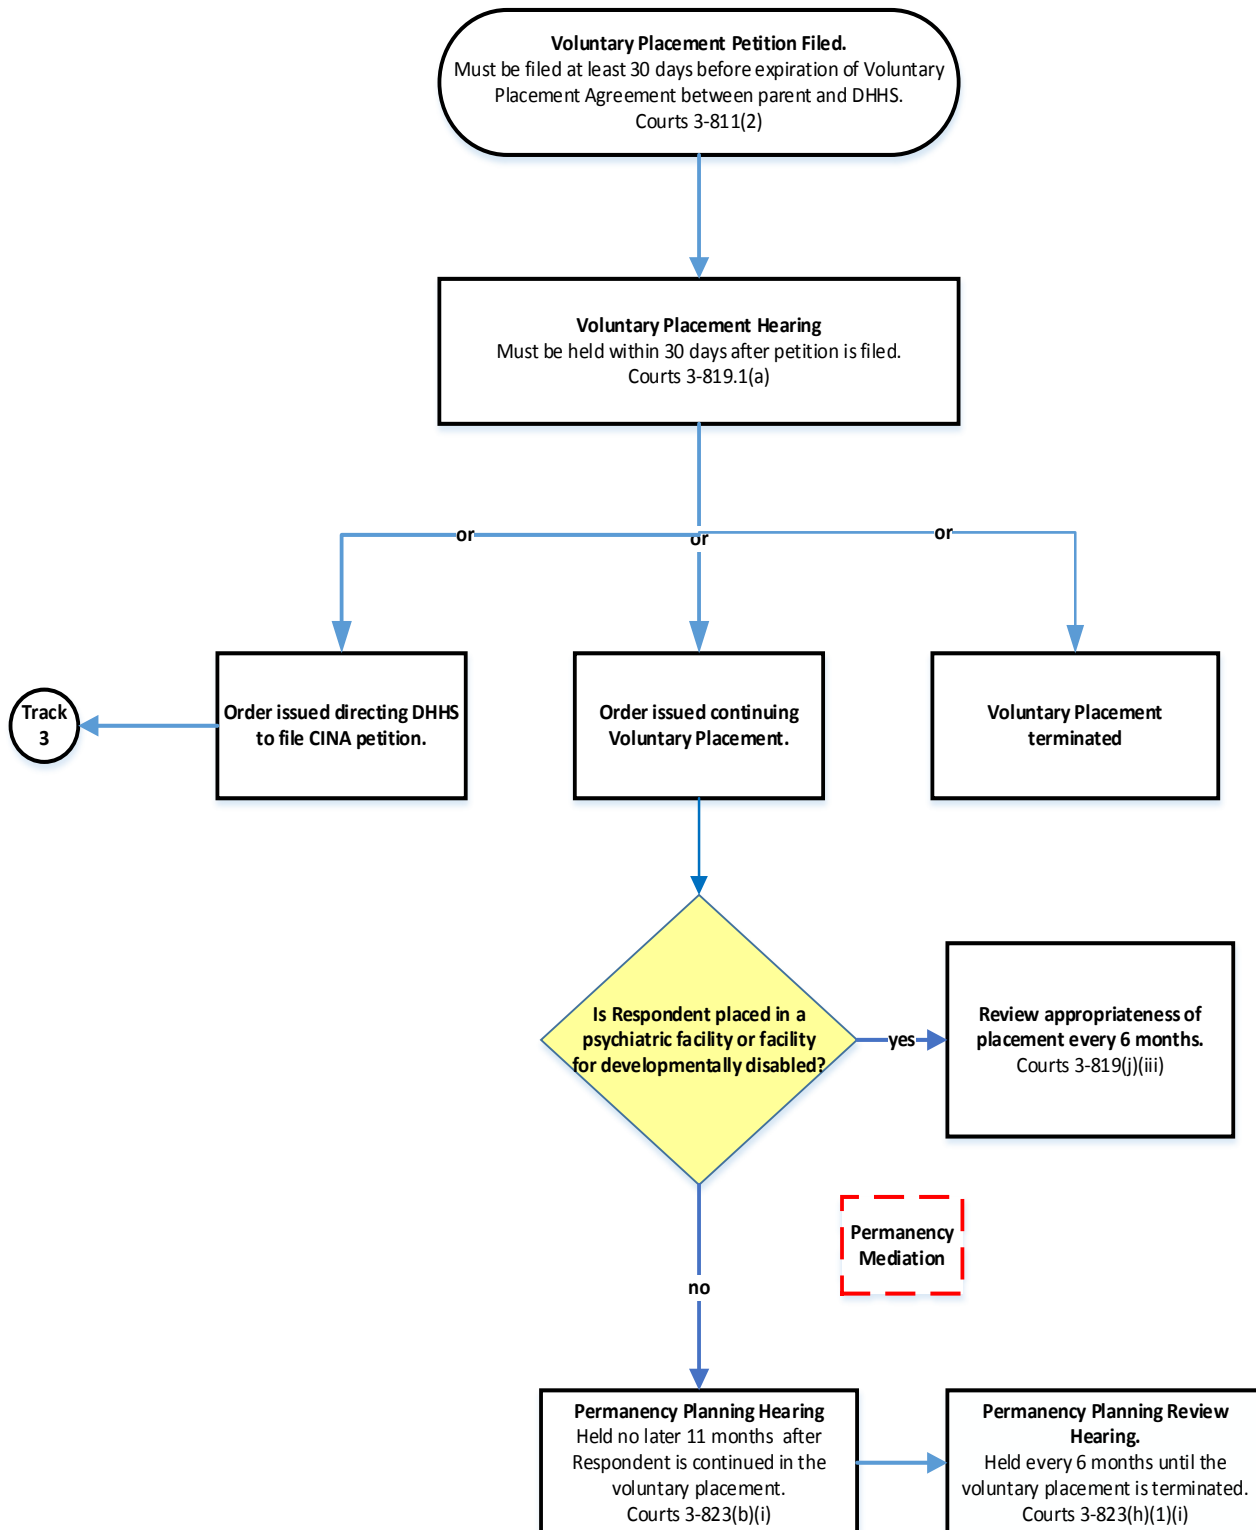 Voluntary Placement Petition Filed.
Must be filed at least 30 days before expiration of Voluntary
Placement Agreement between parent and DHHS.
Courts 3-811(2)
Voluntary Placement Hearing
Must be held within 30 days after petition is filed.
Courts 3-819.1(a)
or
or
or
Track
3
Order issued directing DHHS
to file CINA petition.
Order issued continuing
Voluntary Placement.
Voluntary Placement
terminated
Is Respondent placed in a
psychiatric facility or facility
for developmentally disabled?
yes
Review appropriateness of
placement every 6 months.
Courts 3-819(j)(iii)
Permanency
Mediation
no
Permanency Planning Hearing
Held no later 11 months after
Respondent is continued in the
voluntary placement.
Courts 3-823(b)(i)
Permanency Planning Review
Hearing.
Held every 6 months until the
voluntary placement is terminated.
Courts 3-823(h)(1)(i)